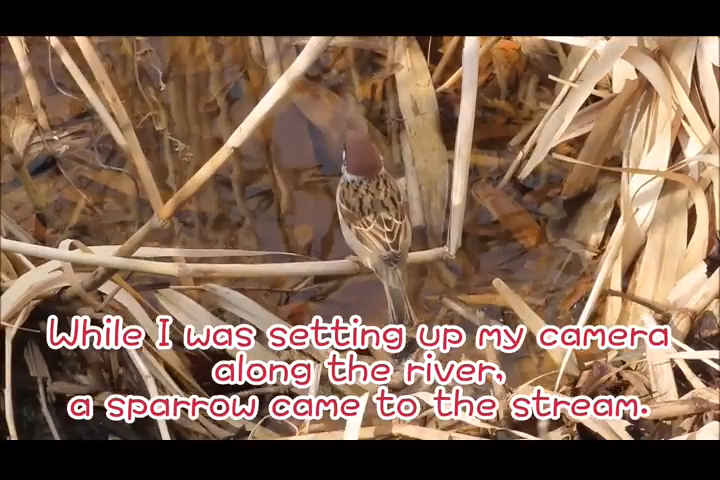 While I was setting up my camera
along the river,
a sparrow came to the stream.